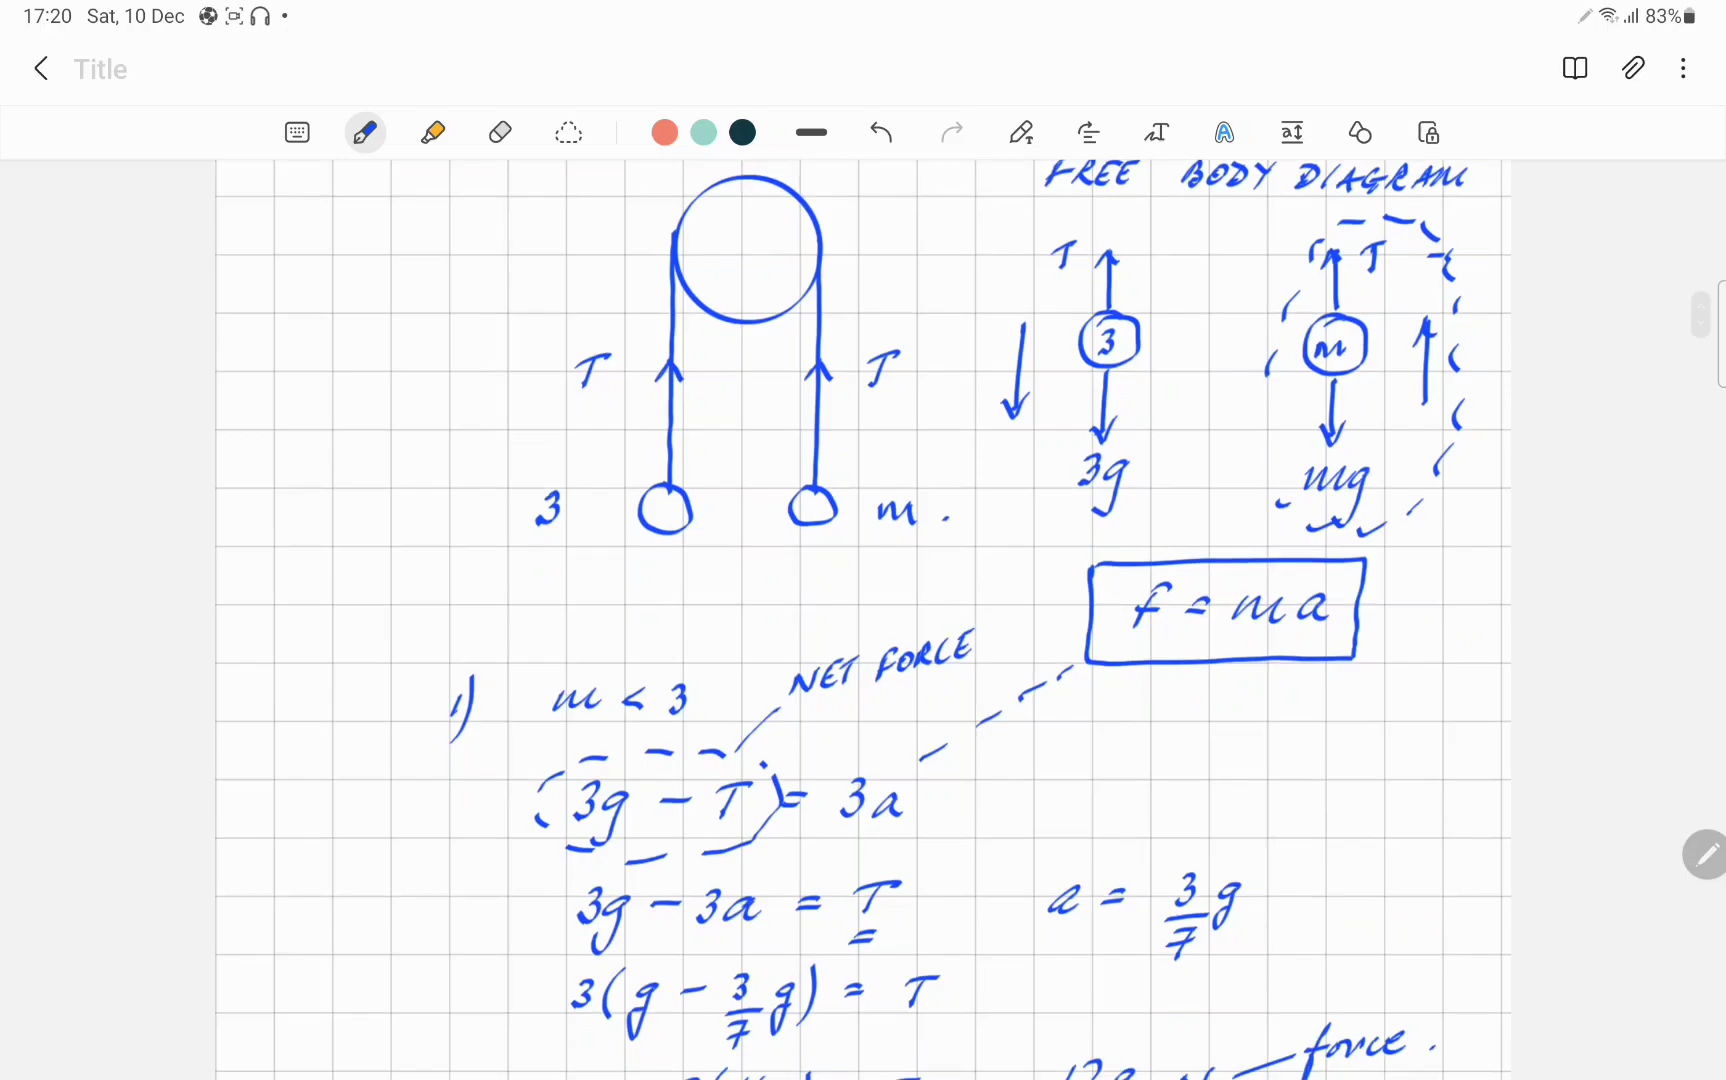 17:20 Sat, 10 Dec 83%
Title
FREE BODY DIAGRAM
T T
3 m
T T
3g mg
3 m .
f = ma
NET FORCE
1) m < 3
3g - T = 3a
3g - 3a = T a = 3/7 g
3(g - 3/7 g) = T
force .